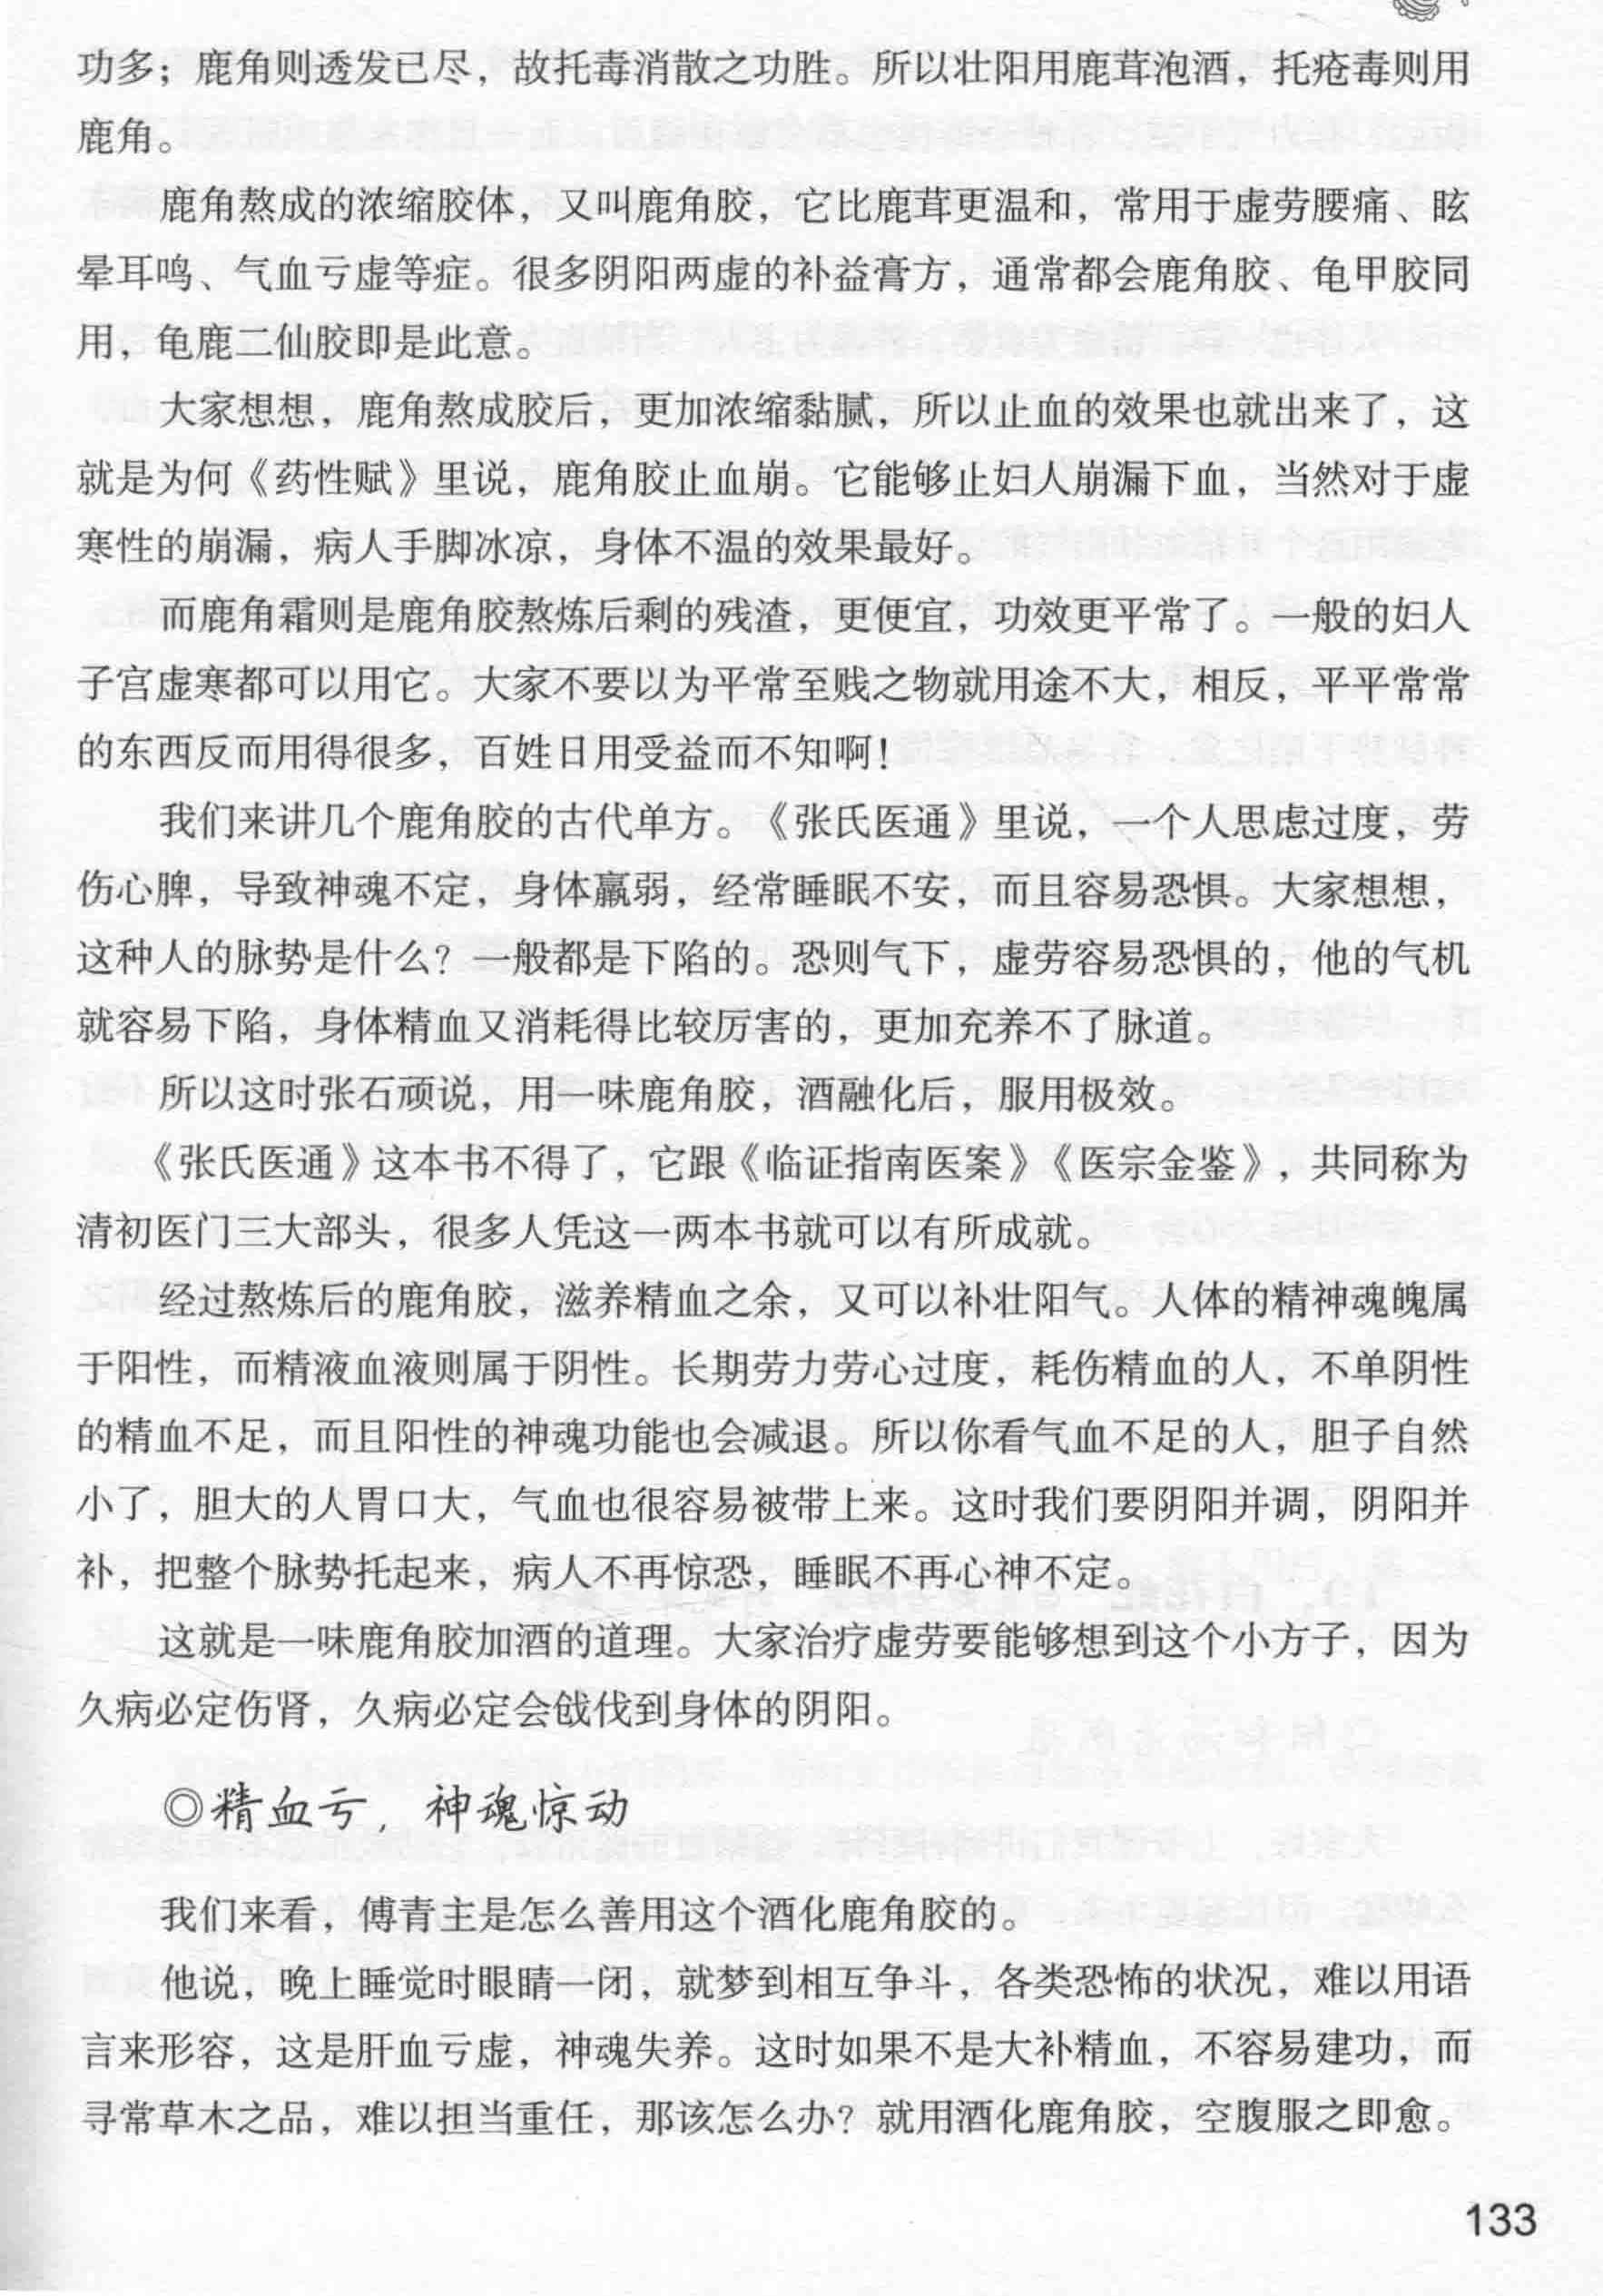 功多；鹿角则透发已尽，故托毒消散之功胜。所以壮阳用鹿茸泡酒，托疮毒则用
鹿角。
鹿角熬成的浓缩胶体，又叫鹿角胶，它比鹿茸更温和，常用于虚劳腰痛、眩
晕耳鸣、气血亏虚等症。很多阴阳两虚的补益膏方，通常都会鹿角胶、龟甲胶同
用，龟鹿二仙胶即是此意。
大家想想，鹿角熬成胶后，更加浓缩黏腻，所以止血的效果也就出来了，这
就是为何《药性赋》里说，鹿角胶止血崩。它能够止妇人崩漏下血，当然对于虚
寒性的崩漏，病人手脚冰凉，身体不温的效果最好。
而鹿角霜则是鹿角胶熬炼后剩的残渣，更便宜，功效更平常了。一般的妇人
子宫虚寒都可以用它。大家不要以为平常至贱之物就用途不大，相反，平平常常
的东西反而用得很多，百姓日用受益而不知啊！
我们来讲几个鹿角胶的古代单方。《张氏医通》里说，一个人思虑过度，劳
伤心脾，导致神魂不定，身体羸弱，经常睡眠不安，而且容易恐惧。大家想想，
这种人的脉势是什么？一般都是下陷的。恐则气下，虚劳容易恐惧的，他的气机
就容易下陷，身体精血又消耗得比较厉害的，更加充养不了脉道。
所以这时张石顽说，用一味鹿角胶，酒融化后，服用极效。
《张氏医通》这本书不得了，它跟《临证指南医案》《医宗金鉴》，共同称为
清初医门三大部头，很多人凭这一两本书就可以有所成就。
经过熬炼后的鹿角胶，滋养精血之余，又可以补壮阳气。人体的精神魂魄属
于阳性，而精液血液则属于阴性。长期劳力劳心过度，耗伤精血的人，不单阴性
的精血不足，而且阳性的神魂功能也会减退。所以你看气血不足的人，胆子自然
小了，胆大的人胃口大，气血也很容易被带上来。这时我们要阴阳并调，阴阳并
补，把整个脉势托起来，病人不再惊恐，睡眠不再心神不定。
这就是一味鹿角胶加酒的道理。大家治疗虚劳要能够想到这个小方子，因为
久病必定伤肾，久病必定会戗伐到身体的阴阳。
◎精血亏，神魂惊动
我们来看，傅青主是怎么善用这个酒化鹿角胶的。
他说，晚上睡觉时眼睛一闭，就梦到相互争斗，各类恐怖的状况，难以用语
言来形容，这是肝血亏虚，神魂失养。这时如果不是大补精血，不容易建功，而
寻常草木之品，难以担当重任，那该怎么办？就用酒化鹿角胶，空腹服之即愈。
133